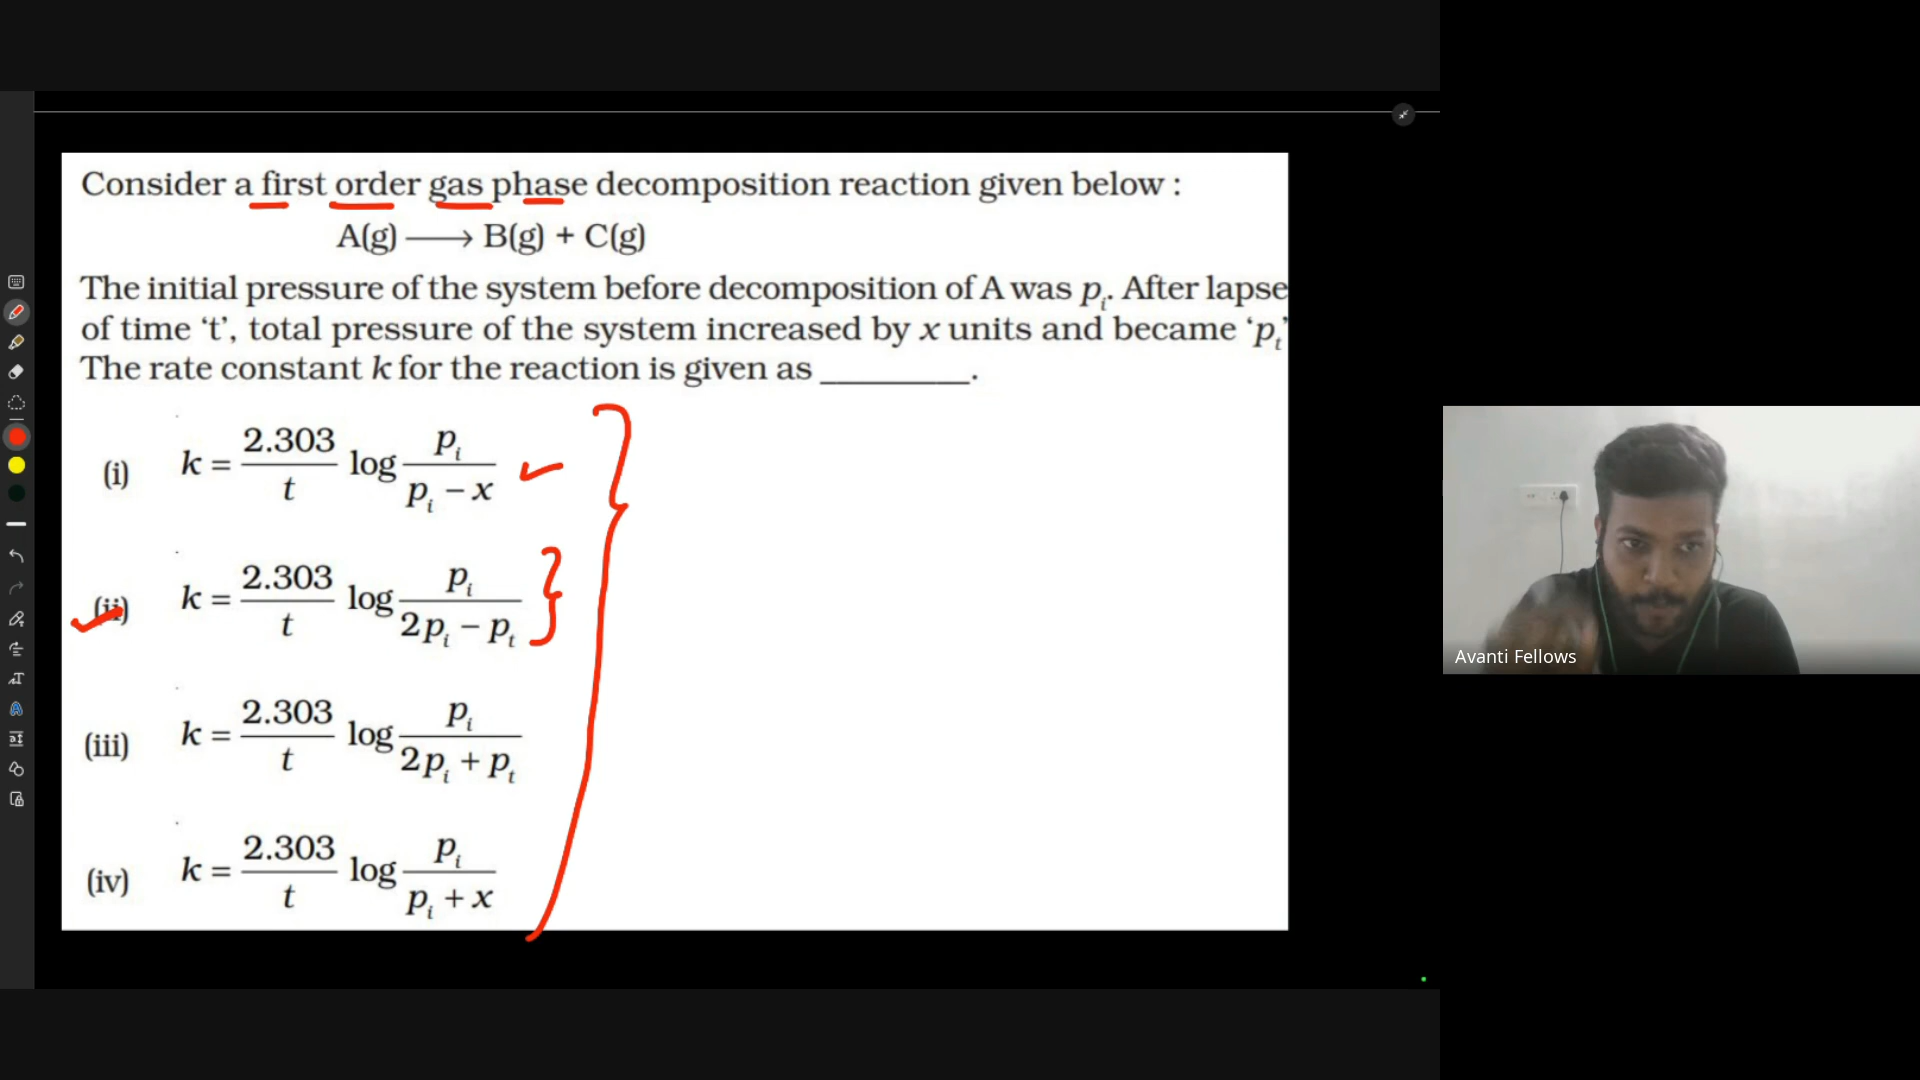 Consider a first order gas phase decomposition reaction given below :
A(g) ⟶ B(g) + C(g)
The initial pressure of the system before decomposition of A was pᵢ. After lapse
of time ‘t’, total pressure of the system increased by x units and became ‘pₜ’
The rate constant k for the reaction is given as _________.
(i) k = 2.303/t log pᵢ/(pᵢ − x)
(ii) k = 2.303/t log pᵢ/(2pᵢ − pₜ)
(iii) k = 2.303/t log pᵢ/(2pᵢ + pₜ)
(iv) k = 2.303/t log pᵢ/(pᵢ + x)
Avanti Fellows